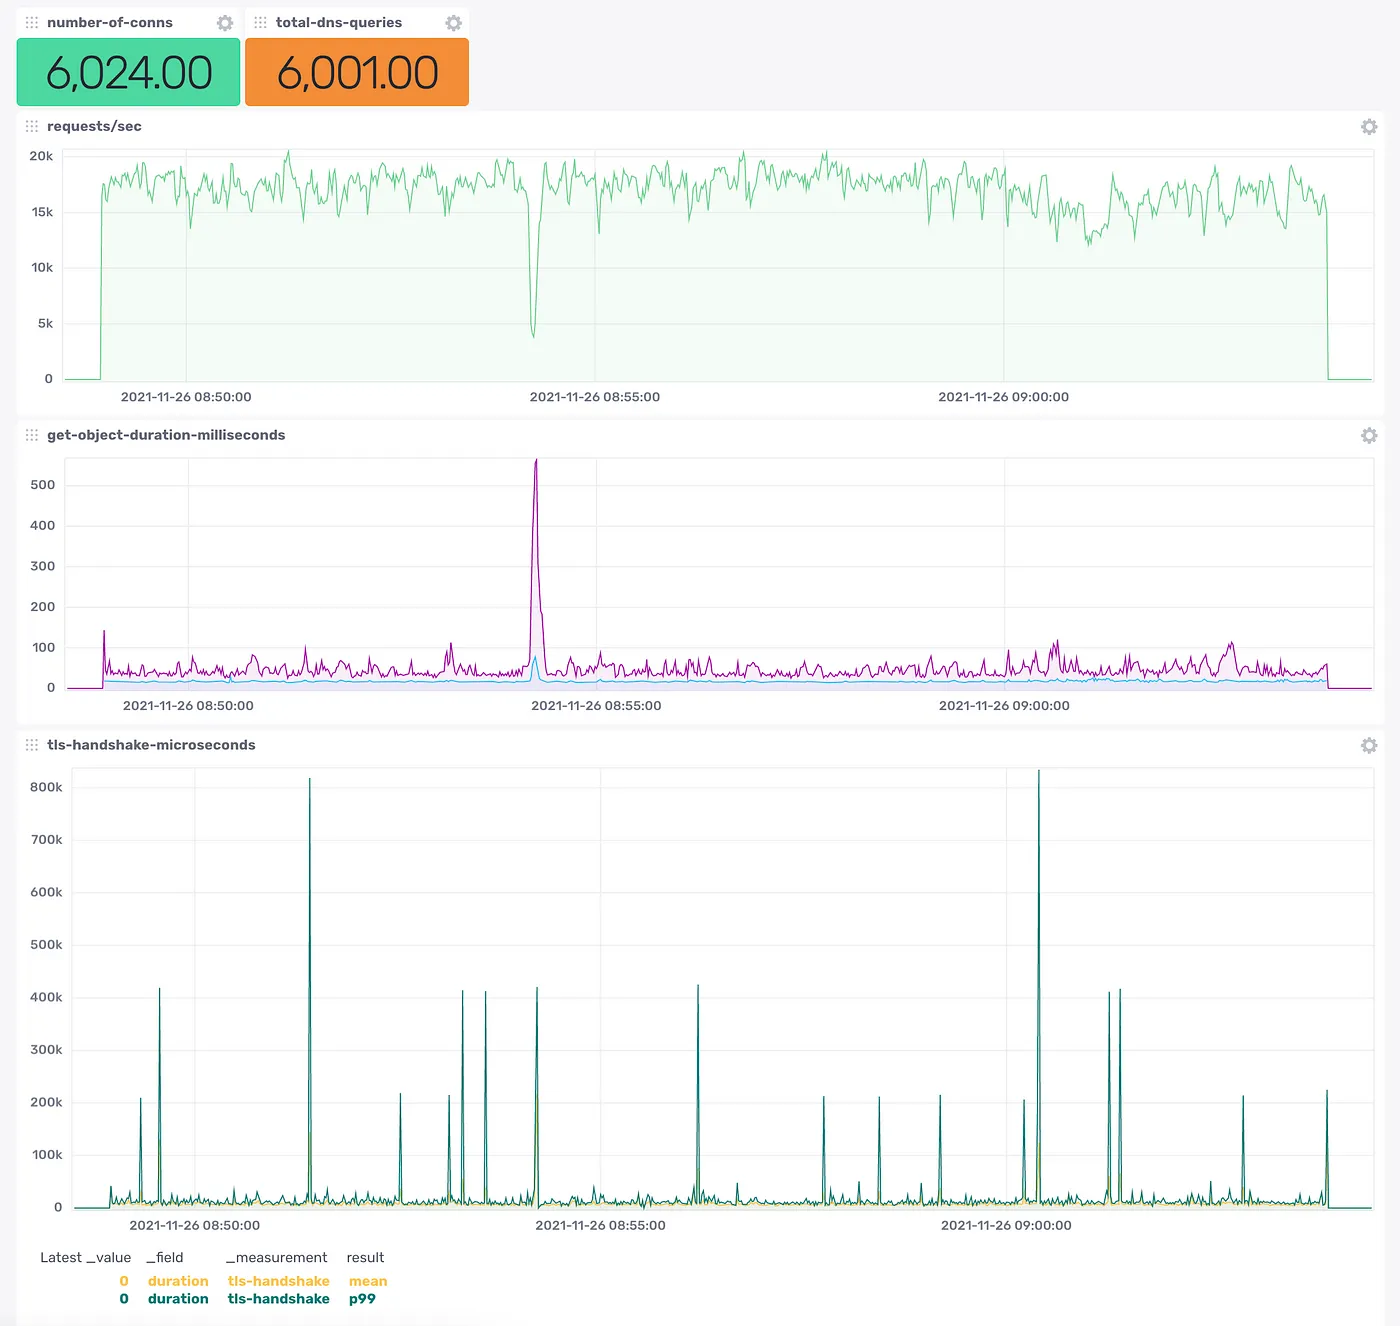 number-of-conns
total-dns-queries
6,024.00
6,001.00
requests/sec
20k
15k
10k
5k
0
2021-11-26 08:50:00
2021-11-26 08:55:00
2021-11-26 09:00:00
get-object-duration-milliseconds
500
400
300
200
100
0
2021-11-26 08:50:00
2021-11-26 08:55:00
2021-11-26 09:00:00
tls-handshake-microseconds
800k
700k
600k
500k
400k
300k
200k
100k
0
2021-11-26 08:50:00
2021-11-26 08:55:00
2021-11-26 09:00:00
Latest _value _field _measurement result
0 duration tls-handshake mean
0 duration tls-handshake p99